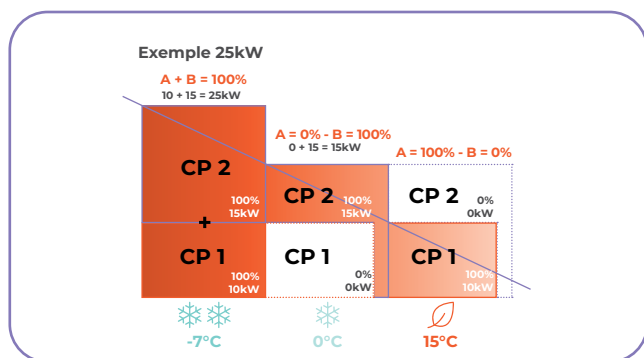 Exemple 25kW
A + B = 100%
10 + 15 = 25kW
CP 2
100%
15kW
+
CP 1
100%
10kW
-7°C
A = 0% - B = 100%
0 + 15 = 15kW
CP 2
100%
15kW
CP 1
0%
0kW
0°C
A = 100% - B = 0%
CP 2
0%
0kW
CP 1
100%
10kW
15°C